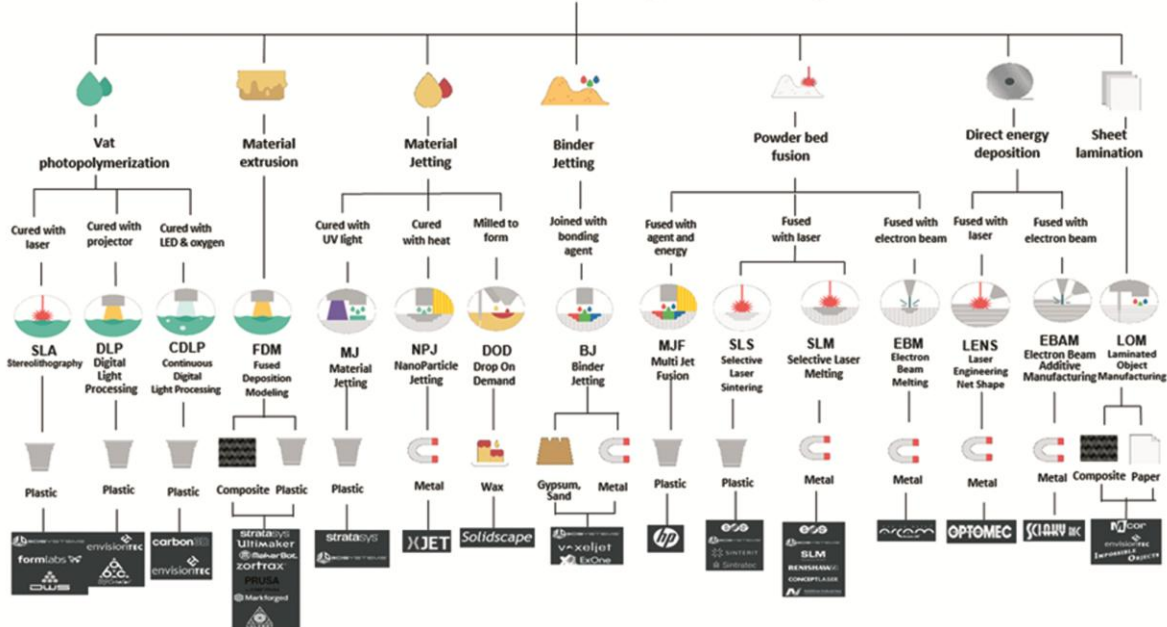 Vat
photopolymerization
Material
extrusion
Material
Jetting
Binder
Jetting
Powder bed
fusion
Direct energy
deposition
Sheet
lamination
Cured with
laser
Cured with
projector
Cured with
LED & oxygen
Cured with
UV light
Cured
with heat
Milled to
form
Joined with
bonding
agent
Fused with
agent and
energy
Fused
with laser
Fused with
electron beam
Fused with
laser
Fused with
electron beam
SLA
Stereolithography
DLP
Digital
Light
Processing
CDLP
Continuous
Digital
Light Processing
FDM
Fused
Deposition
Modeling
MJ
Material
Jetting
NPJ
NanoParticle
Jetting
DOD
Drop On
Demand
BJ
Binder
Jetting
MJF
Multi Jet
Fusion
SLS
Selective
Laser
Sintering
SLM
Selective Laser
Melting
EBM
Electron
Beam
Melting
LENS
Laser
Engineering
Net Shape
EBAM
Electron Beam
Additive
Manufacturing
LOM
Laminated
Object
Manufacturing
Plastic
Plastic
Plastic
Composite
Plastic
Plastic
Metal
Wax
Gypsum,
Sand
Metal
Plastic
Plastic
Metal
Metal
Metal
Metal
Composite
Paper
formlabs
DWS
envisionTEC
carbon3D
envisionTEC
stratasys
Ultimaker
MakerBot.
zortrax
PRUSA
Markforged
stratasys
XJET
Solidscape
voxeljet
ExOne
hp
eos
SINTERIT
Sintratec
eos
SLM
RENISHAW
CONCEPTLASER
arcam
OPTOMEC
SCIAKY INC
Mcor
envisionTEC
IMPOSSIBLE
OBJECTS